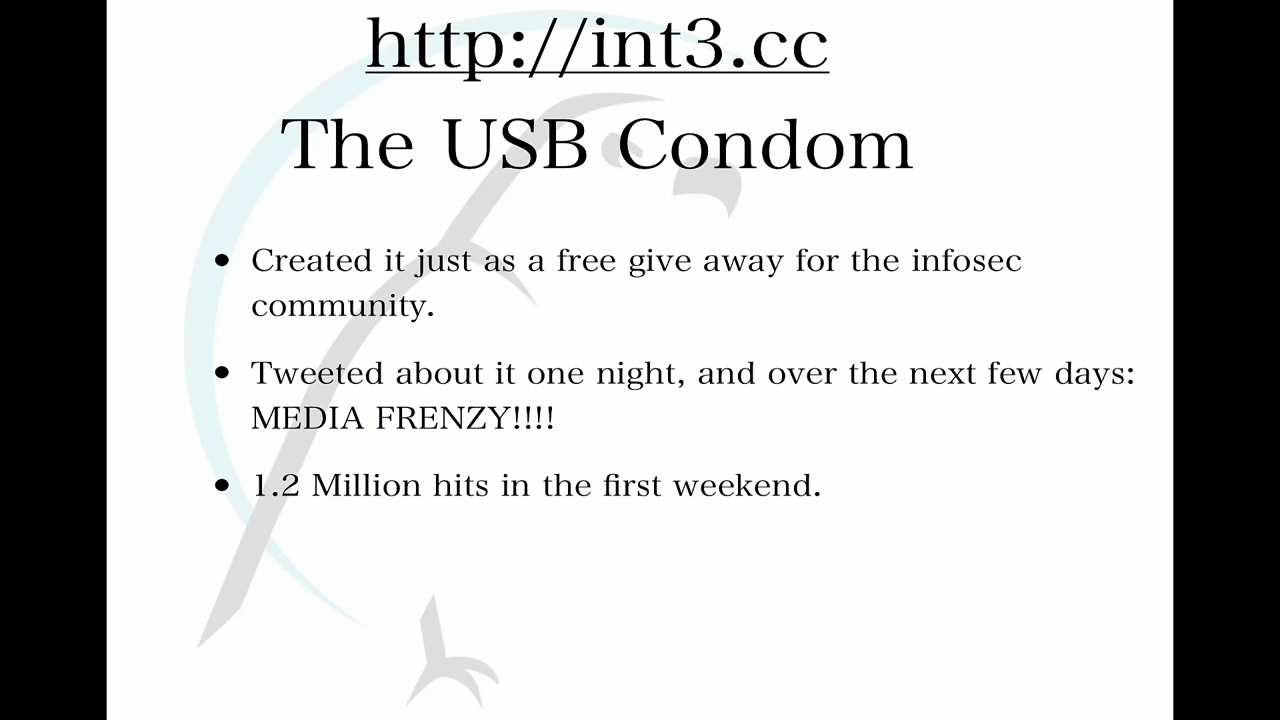 http://int3.cc
The USB Condom
• Created it just as a free give away for the infosec
community.
• Tweeted about it one night, and over the next few days:
MEDIA FRENZY!!!!
• 1.2 Million hits in the first weekend.